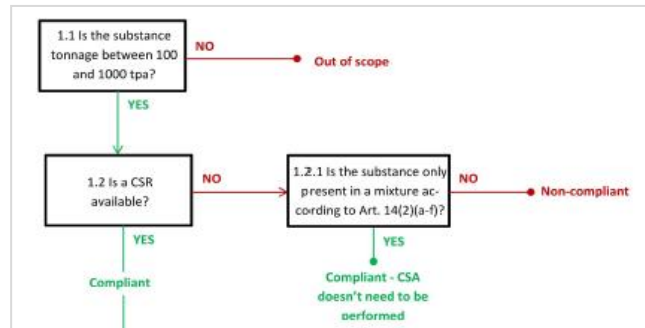 1.1 Is the substance
tonnage between 100
and 1000 tpa?
NO
Out of scope
YES
1.2 Is a CSR
available?
NO
1.2.1 Is the substance only
present in a mixture ac-
cording to Art. 14(2)(a-f)?
NO
Non-compliant
YES
YES
Compliant
Compliant - CSA
doesn't need to be
performed